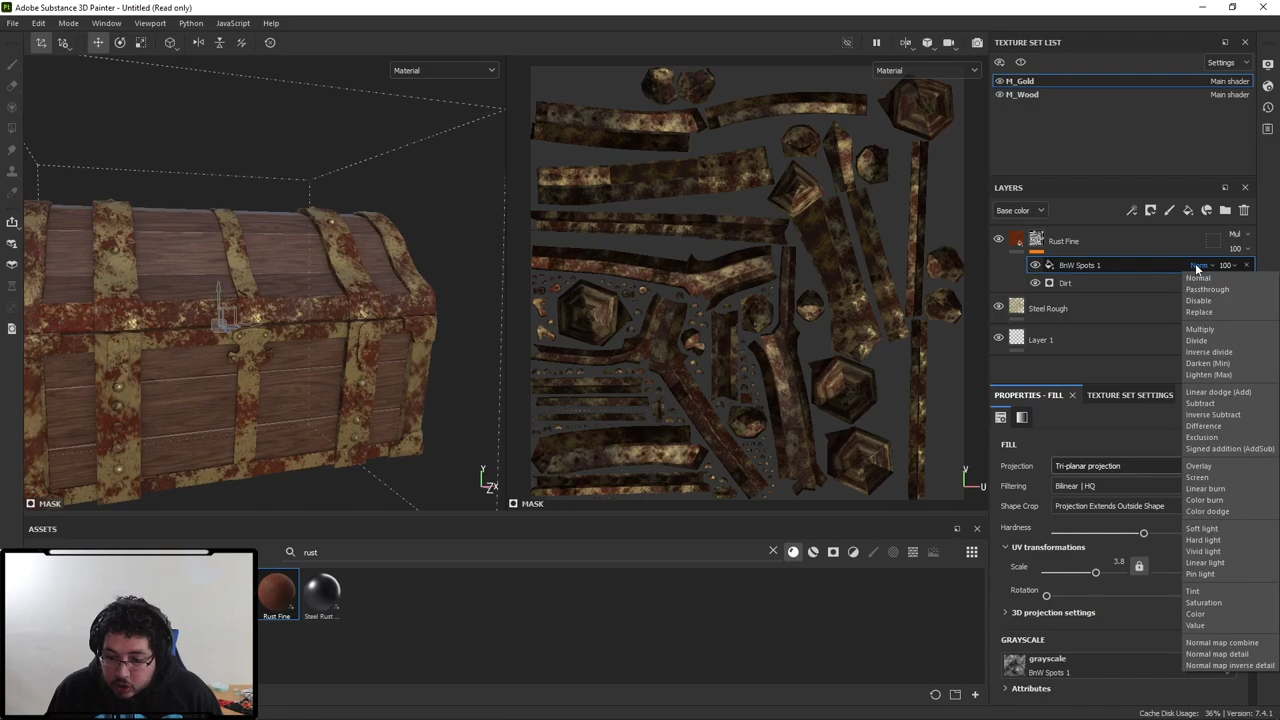 Pt Adobe Substance 3D Painter - Untitled (Read only)
File Edit Mode Window Viewport Python JavaScript Help
Material
Material
Y
Z
X
V
U
MASK
MASK
ASSETS
rust
Rust Fine
Steel Rust ...
TEXTURE SET LIST
Settings
M_Gold Main shader
M_Wood Main shader
LAYERS
Base color
Rust Fine Mul
100
BnW Spots 1 Norm 100
Dirt
Steel Rough
Layer 1
Normal
Passthrough
Disable
Replace
Multiply
Divide
Inverse divide
Darken (Min)
Lighten (Max)
Linear dodge (Add)
Subtract
Inverse Subtract
Difference
Exclusion
Signed addition (AddSub)
Overlay
Screen
Linear burn
Color burn
Color dodge
Soft light
Hard light
Vivid light
Linear light
Pin light
Tint
Saturation
Color
Value
Normal map combine
Normal map detail
Normal map inverse detail
PROPERTIES - FILL TEXTURE SET SETTINGS
FILL
Projection Tri-planar projection
Filtering Bilinear | HQ
Shape Crop Projection Extends Outside Shape
Hardness
UV transformations
Scale 3.8
Rotation
3D projection settings
GRAYSCALE
grayscale
BnW Spots 1
Attributes
Cache Disk Usage: 36% | Version: 7.4.1